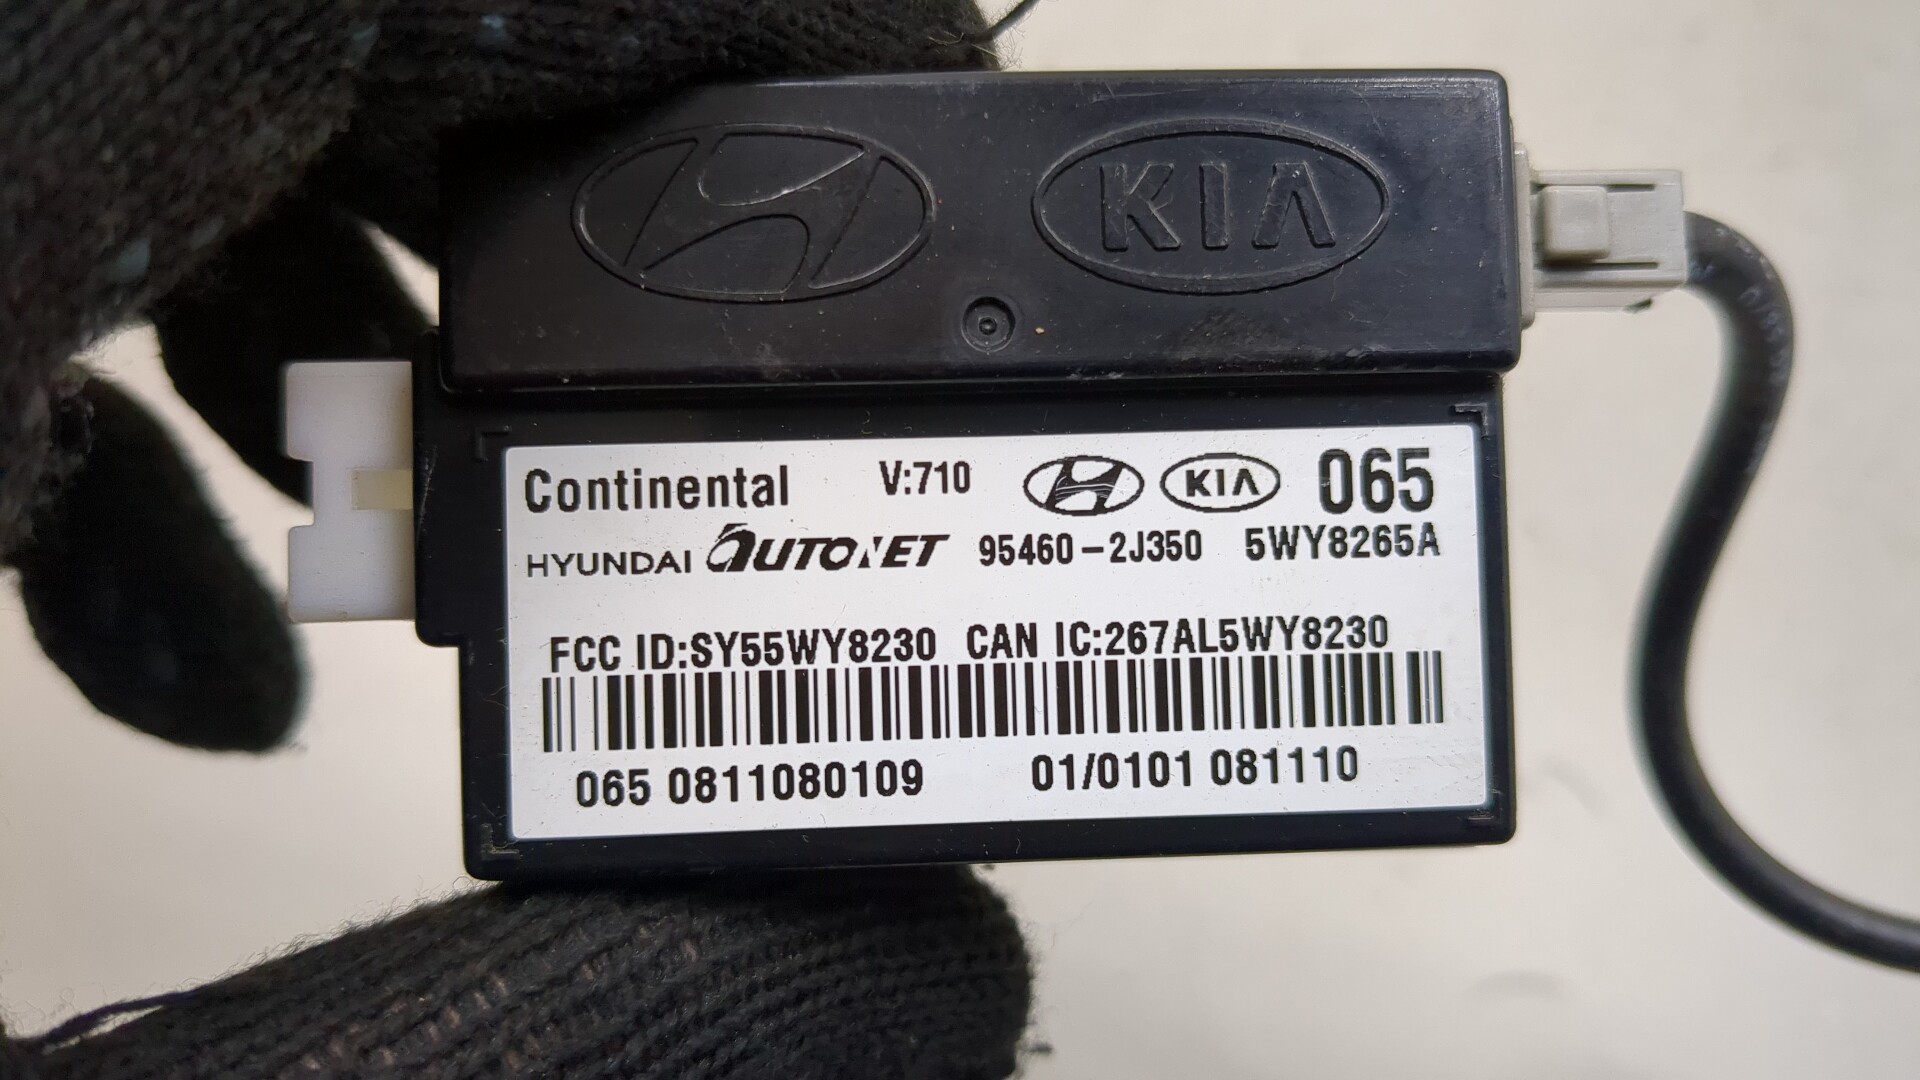 KIA
Continental V:710 KIA 065
HYUNDAI AUTONET 95460-2J350 5WY8265A
FCC ID:SY55WY8230 CAN IC:267AL5WY8230
065 0811080109 01/0101 081110